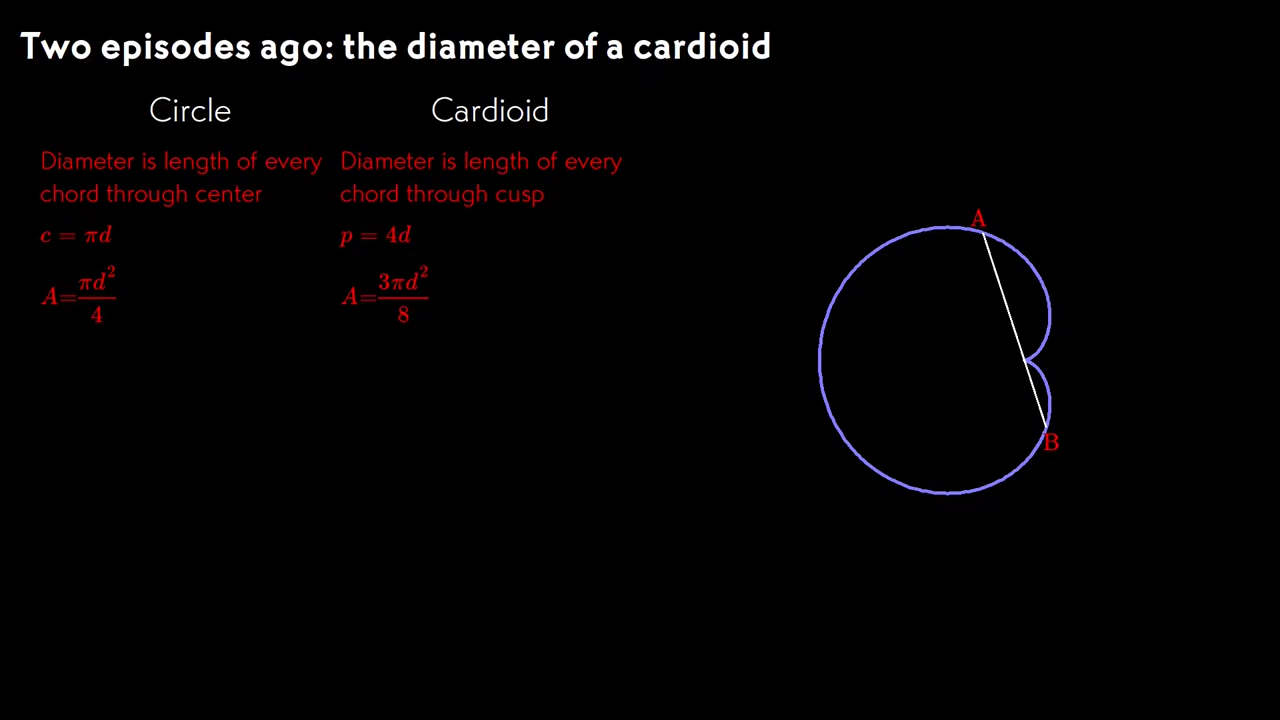 Two episodes ago: the diameter of a cardioid
Circle
Diameter is length of every
chord through center
c = πd
A=πd²/4
Cardioid
Diameter is length of every
chord through cusp
p = 4d
A=3πd²/8
A
B